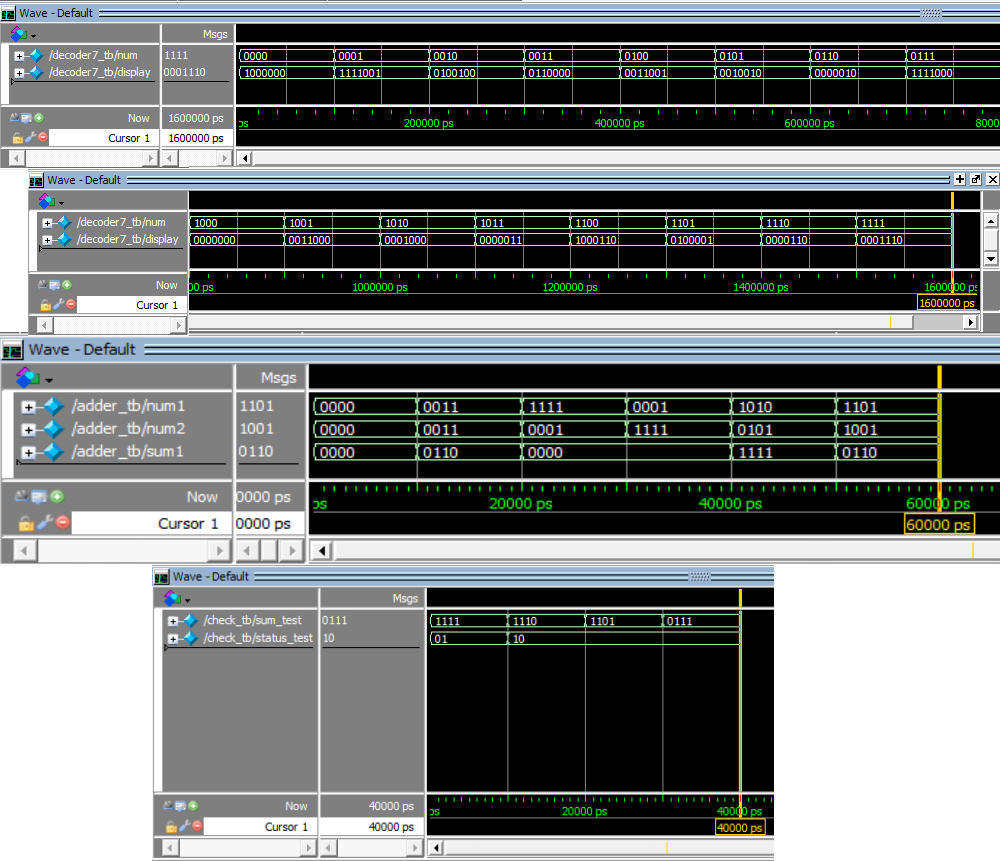 Wave - Default
Msgs
/decoder7_tb/num 1111 0000 0001 0010 0011 0100 0101 0110 0111
/decoder7_tb/display 0001110 1000000 1111001 0100100 0110000 0011001 0010010 0000010 1111000
Now 1600000 ps ps 200000 ps 400000 ps 600000 ps 8000
Cursor 1 1600000 ps
Wave - Default
/decoder7_tb/num 1000 1001 1010 1011 1100 1101 1110 1111
/decoder7_tb/display 0000000 0011000 0001000 0000011 1000110 0100001 0000110 0001110
Now 00 ps 1000000 ps 1200000 ps 1400000 ps 1600000 ps
Cursor 1 1600000 ps
Wave - Default
Msgs
/adder_tb/num1 1101 0000 0011 1111 0001 1010 1101
/adder_tb/num2 1001 0000 0011 0001 1111 0101 1001
/adder_tb/sum1 0110 0000 0110 0000 1111 0110
Now 0000 ps ps 20000 ps 40000 ps 60000 ps
Cursor 1 0000 ps 60000 ps
Wave - Default
Msgs
/check_tb/sum_test 0111 1111 1110 1101 0111
/check_tb/status_test 10 01 10
Now 40000 ps ps 20000 ps 40000 ps
Cursor 1 40000 ps 40000 ps